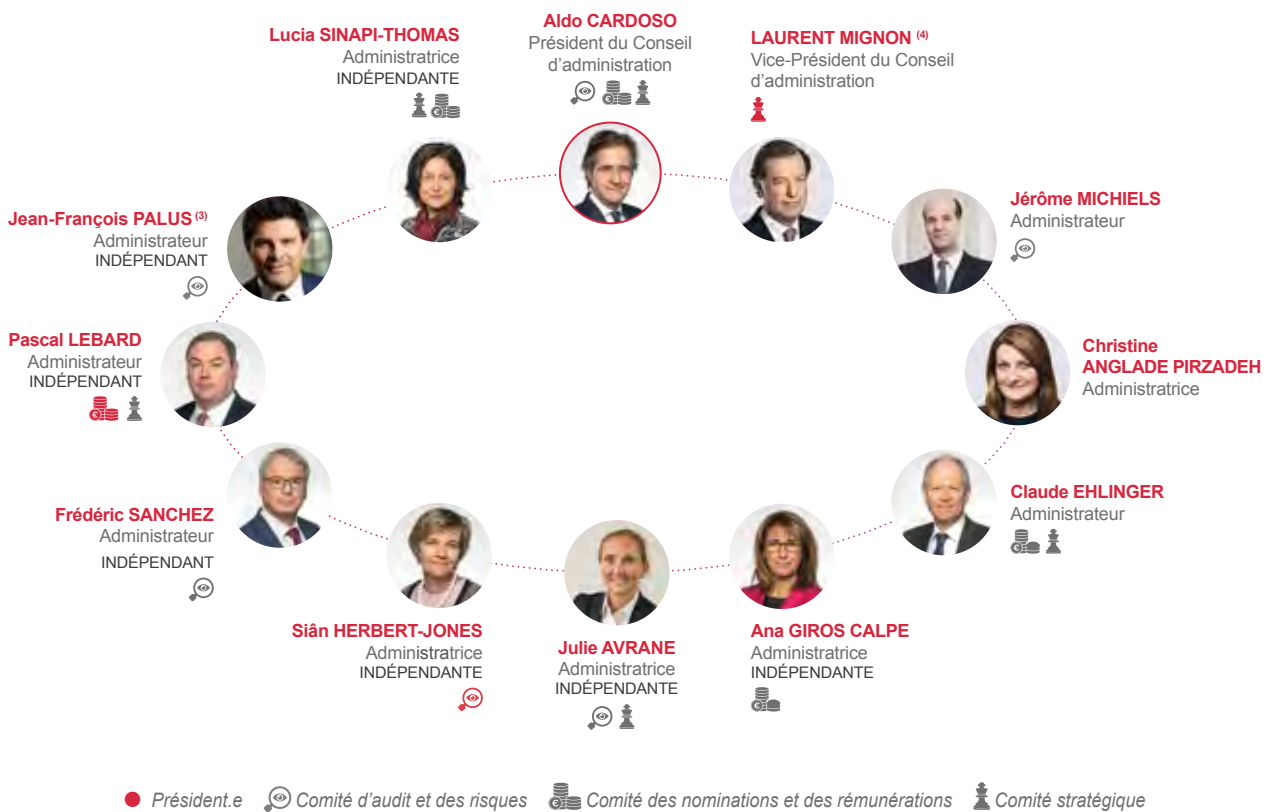 Aldo CARDOSO
Président du Conseil
d'administration
LAURENT MIGNON (4)
Vice-Président du Conseil
d'administration
Jérôme MICHIELS
Administrateur
Christine
ANGLADE PIRZADEH
Administratrice
Claude EHLINGER
Administrateur
Ana GIROS CALPE
Administratrice
INDÉPENDANTE
Julie AVRANE
Administratrice
INDÉPENDANTE
Siân HERBERT-JONES
Administratrice
INDÉPENDANTE
Frédéric SANCHEZ
Administrateur
INDÉPENDANT
Pascal LEBARD
Administrateur
INDÉPENDANT
Jean-François PALUS (3)
Administrateur
INDÉPENDANT
Lucia SINAPI-THOMAS
Administratrice
INDÉPENDANTE
Président.e Comité d'audit et des risques Comité des nominations et des rémunérations Comité stratégique